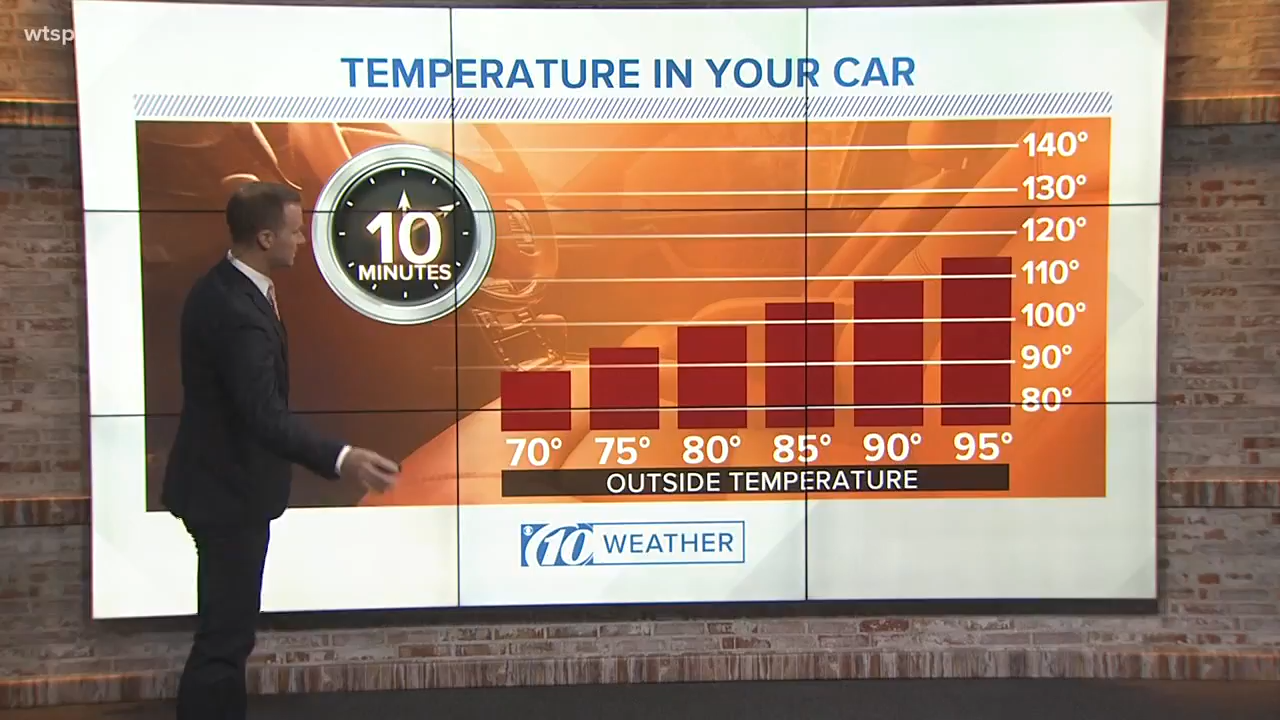 wtsp
TEMPERATURE IN YOUR CAR
10
MINUTES
140°
130°
120°
110°
100°
90°
80°
70° 75° 80° 85° 90° 95°
OUTSIDE TEMPERATURE
10 WEATHER